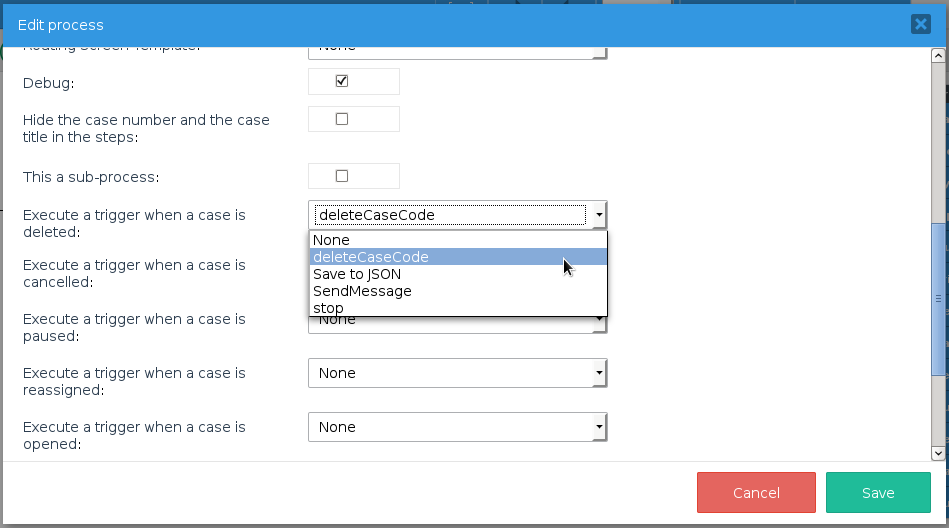 Edit process
Routing Screen Template:
None
Debug:
Hide the case number and the case
title in the steps:
This a sub-process:
Execute a trigger when a case is
deleted:
deleteCaseCode
None
deleteCaseCode
Save to JSON
SendMessage
stop
Execute a trigger when a case is
cancelled:
Execute a trigger when a case is
paused:
None
Execute a trigger when a case is
reassigned:
None
Execute a trigger when a case is
opened:
None
Cancel
Save